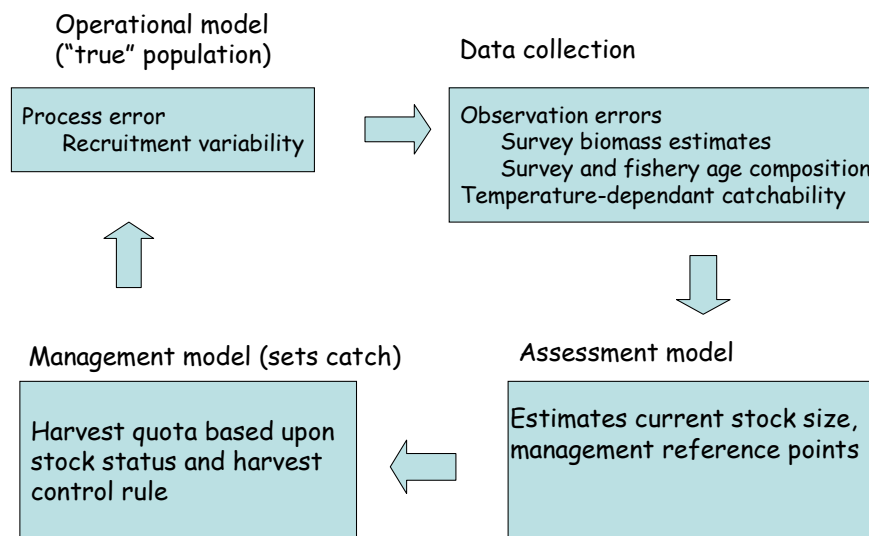 Operational model
(“true” population)
Process error
Recruitment variability
Data collection
Observation errors
Survey biomass estimates
Survey and fishery age composition
Temperature-dependant catchability
Assessment model
Estimates current stock size,
management reference points
Management model (sets catch)
Harvest quota based upon
stock status and harvest
control rule